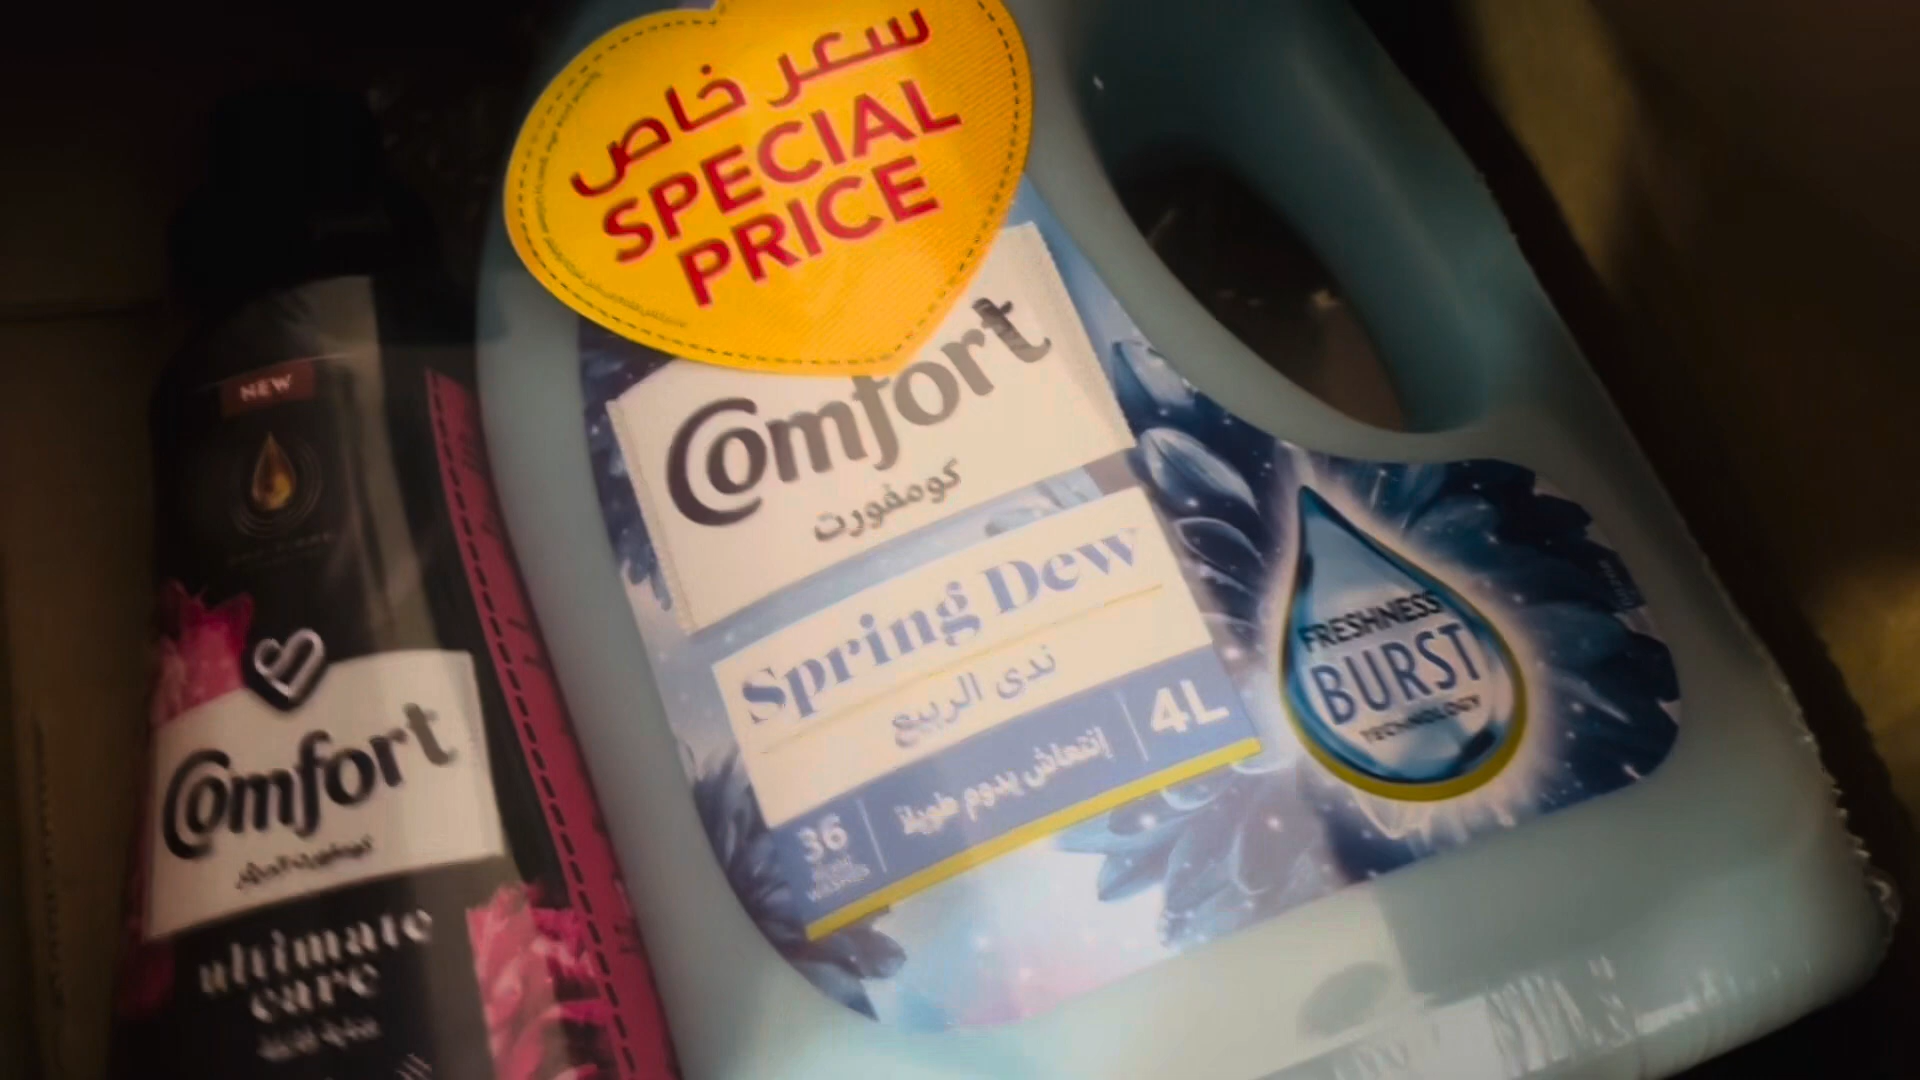 سعر خاص
SPECIAL
PRICE
Comfort
كومفورت
Spring Dew
ندى الربيع
إنتعاش يدوم طويلا
4L
36
WASHES
FRESHNESS
BURST
TECHNOLOGY
NEW
Comfort
ultimate
care